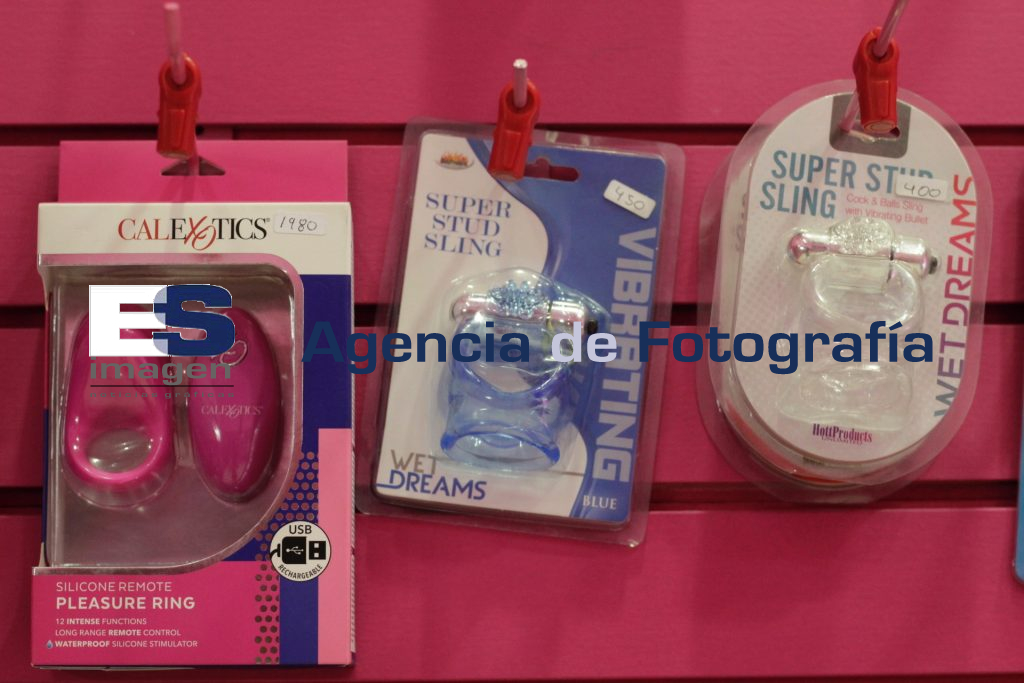 CALEXOTICS
1980
CALEXOTICS
USB
RECHARGEABLE
SILICONE REMOTE
PLEASURE RING
12 INTENSE FUNCTIONS
LONG RANGE REMOTE CONTROL
WATERPROOF SILICONE STIMULATOR
SUPER
STUD
SLING
450
VIBRATING
WET
DREAMS
BLUE
SUPER STUD
SLING
400
Cock & Balls Sling
with Vibrating Bullet
WET DREAMS
HottProducts
UNLIMITED
ES
imagen
Agencia de Fotografía